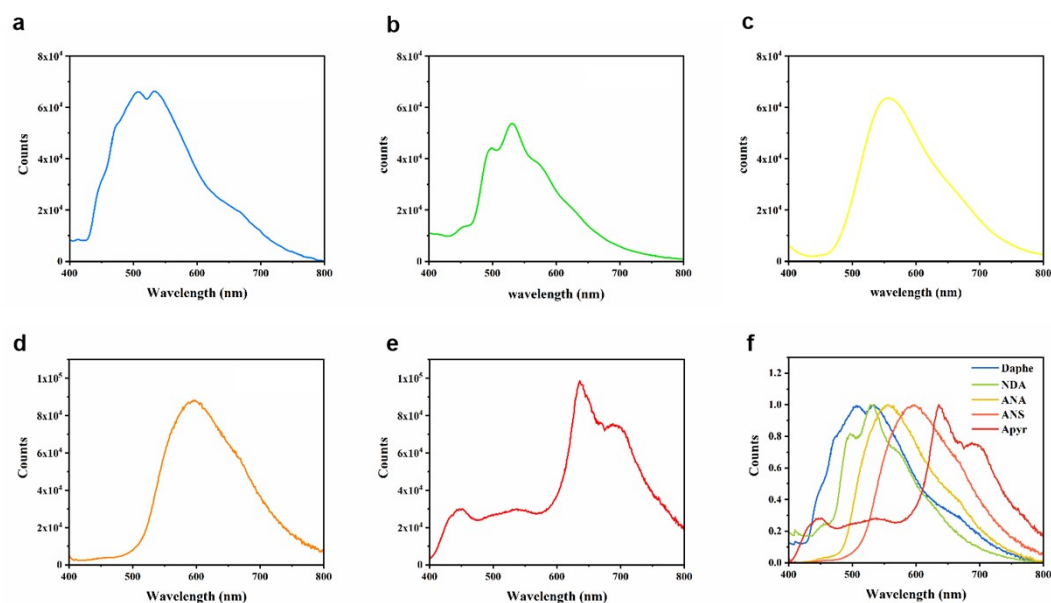 a
8x10⁴
6x10⁴
4x10⁴
2x10⁴
0
Counts
400 500 600 700 800
Wavelength (nm)
b
8x10⁴
6x10⁴
4x10⁴
2x10⁴
0
counts
400 500 600 700 800
wavelength (nm)
c
8x10⁴
6x10⁴
4x10⁴
2x10⁴
0
counts
400 500 600 700 800
wavelength (nm)
d
1x10⁵
8x10⁴
6x10⁴
4x10⁴
2x10⁴
0
Counts
400 500 600 700 800
Wavelength (nm)
e
1x10⁵
8x10⁴
6x10⁴
4x10⁴
2x10⁴
0
Counts
400 500 600 700 800
Wavelength (nm)
f
1.2
1.0
0.8
0.6
0.4
0.2
0.0
Counts
Daphe
NDA
ANA
ANS
Apyr
400 500 600 700 800
Wavelength (nm)